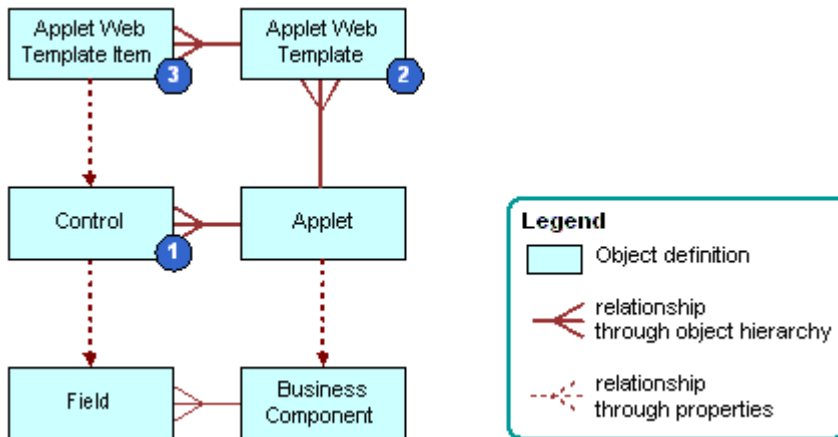 Applet Web
Template Item
3
Applet Web
Template
2
Control
1
Applet
Field
Business
Component
Legend
Object definition
relationship
through object hierarchy
relationship
through properties